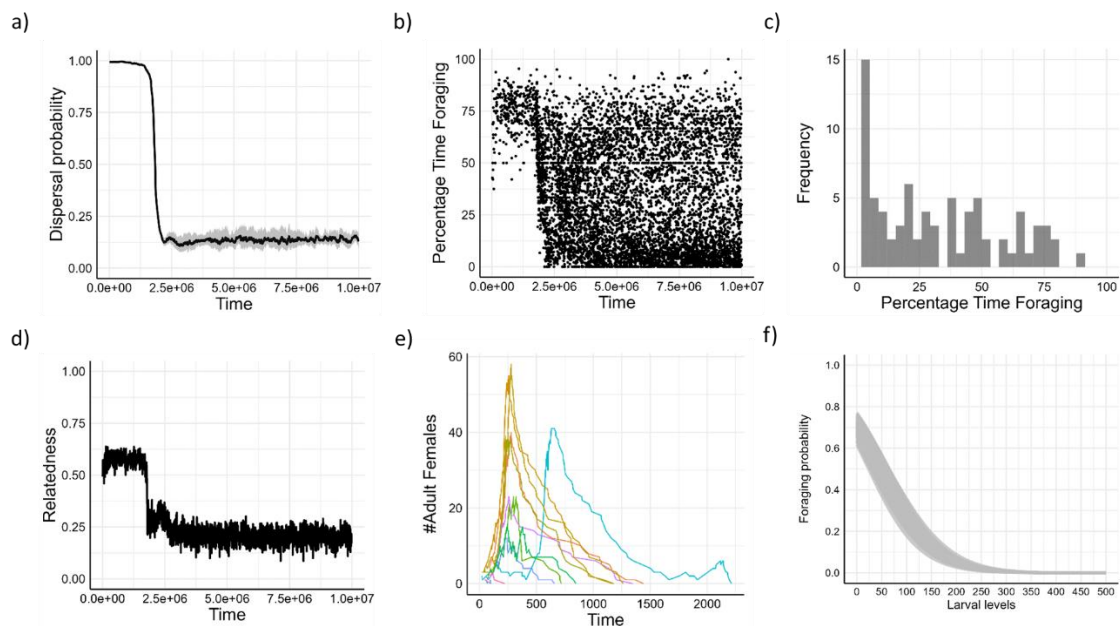 a)
Dispersal probability
1.00
0.75
0.50
0.25
0.00
0.0e+00 2.5e+06 5.0e+06 7.5e+06 1.0e+07
Time
b)
Percentage Time Foraging
100
75
50
25
0
0.0e+00 2.5e+06 5.0e+06 7.5e+06 1.0e+07
Time
c)
Frequency
15
10
5
0
0 25 50 75 100
Percentage Time Foraging
d)
Relatedness
1.00
0.75
0.50
0.25
0.00
0.0e+00 2.5e+06 5.0e+06 7.5e+06 1.0e+07
Time
e)
#Adult Females
60
40
20
0
0 500 1000 1500 2000
Time
f)
Foraging probability
1.0
0.8
0.6
0.4
0.2
0.0
0 50 100 150 200 250 300 350 400 450 500
Larval levels